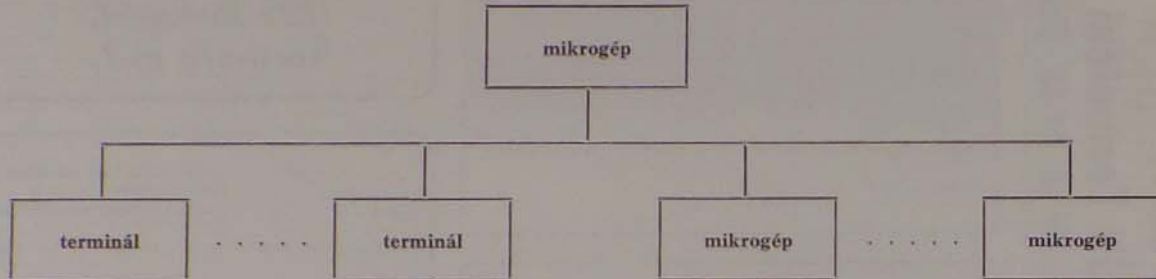 mikrogép
terminál . . . . . terminál mikrogép . . . . . mikrogép